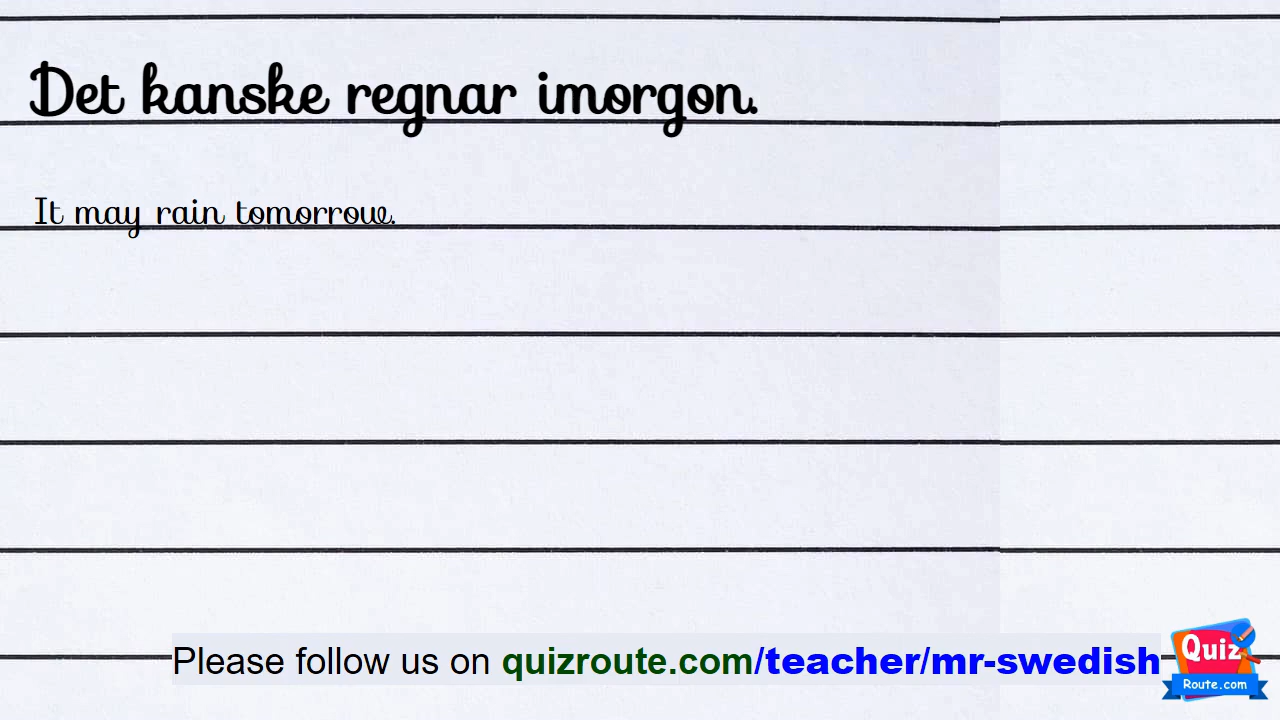 Det kanske regnar imorgon.
It may rain tomorrow.
Please follow us on quizroute.com/teacher/mr-swedish
Quiz
Route.com